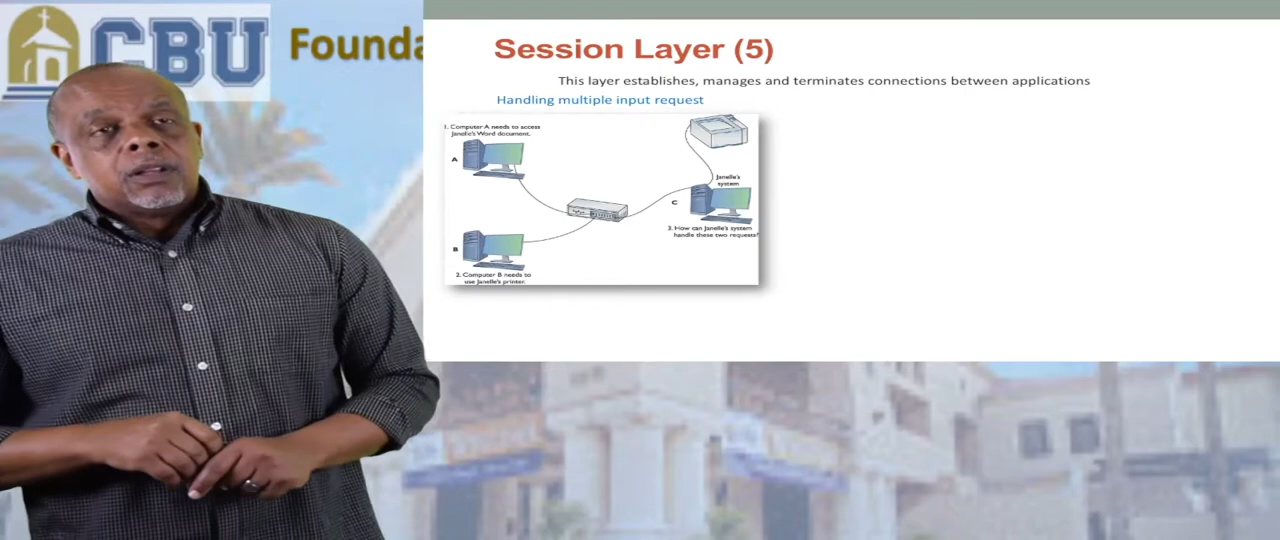 CBU
Founda
Session Layer (5)
This layer establishes, manages and terminates connections between applications
Handling multiple input request
1. Computer A needs to access
Janelle's Word document.
A
Janelle's
system
C
3. How can Janelle's system
handle these two requests?
B
2. Computer B needs to
use Janelle's printer.